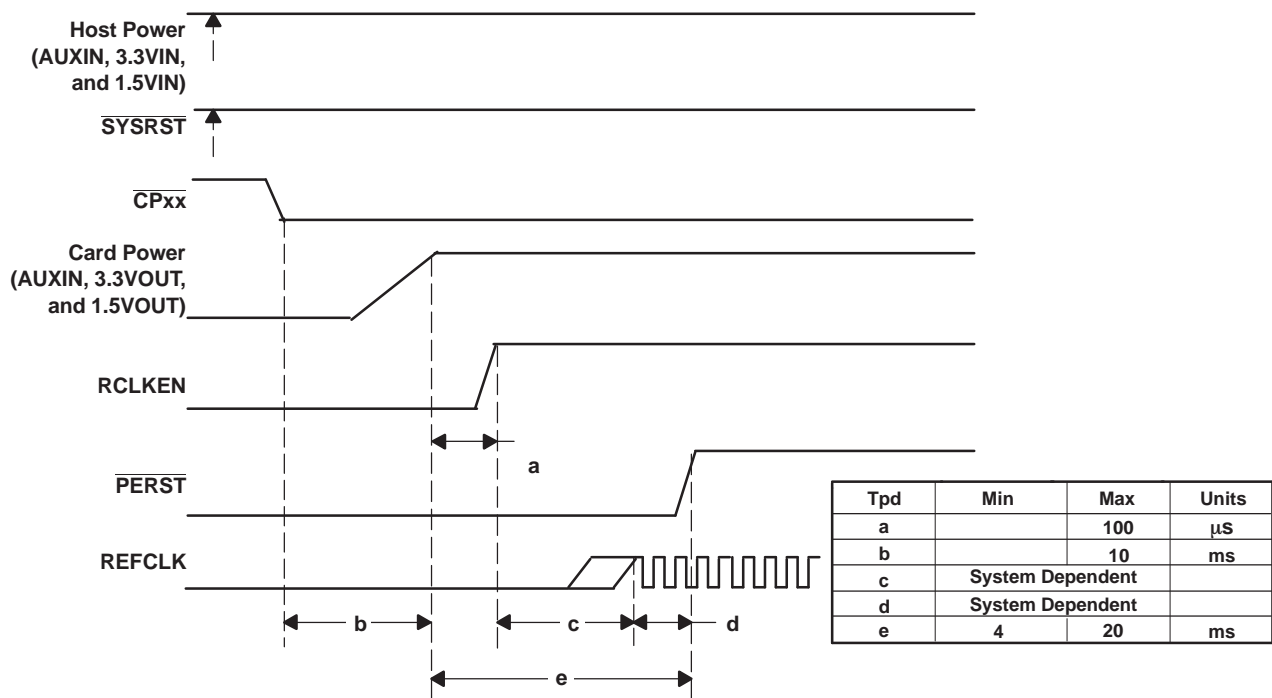 Host Power
(AUXIN, 3.3VIN,
and 1.5VIN)
SYSRST
CPxx
Card Power
(AUXIN, 3.3VOUT,
and 1.5VOUT)
RCLKEN
a
PERST
REFCLK
b
c
d
e
Tpd Min Max Units
a 100 μs
b 10 ms
c System Dependent
d System Dependent
e 4 20 ms